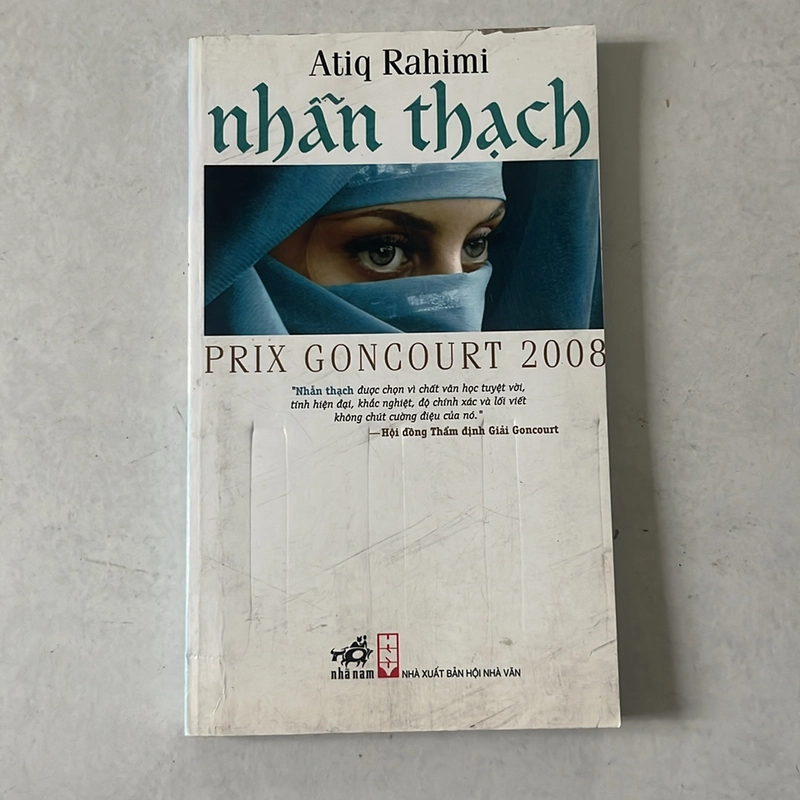 Atiq Rahimi
nhẫn thạch
PRIX GONCOURT 2008
"Nhẫn thạch được chọn vì chất văn học tuyệt vời,
tính hiện đại, khắc nghiệt, độ chính xác và lối viết
không chút cường điệu của nó."
—Hội đồng Thẩm định Giải Goncourt
nhã nam
HNV
NHÀ XUẤT BẢN HỘI NHÀ VĂN